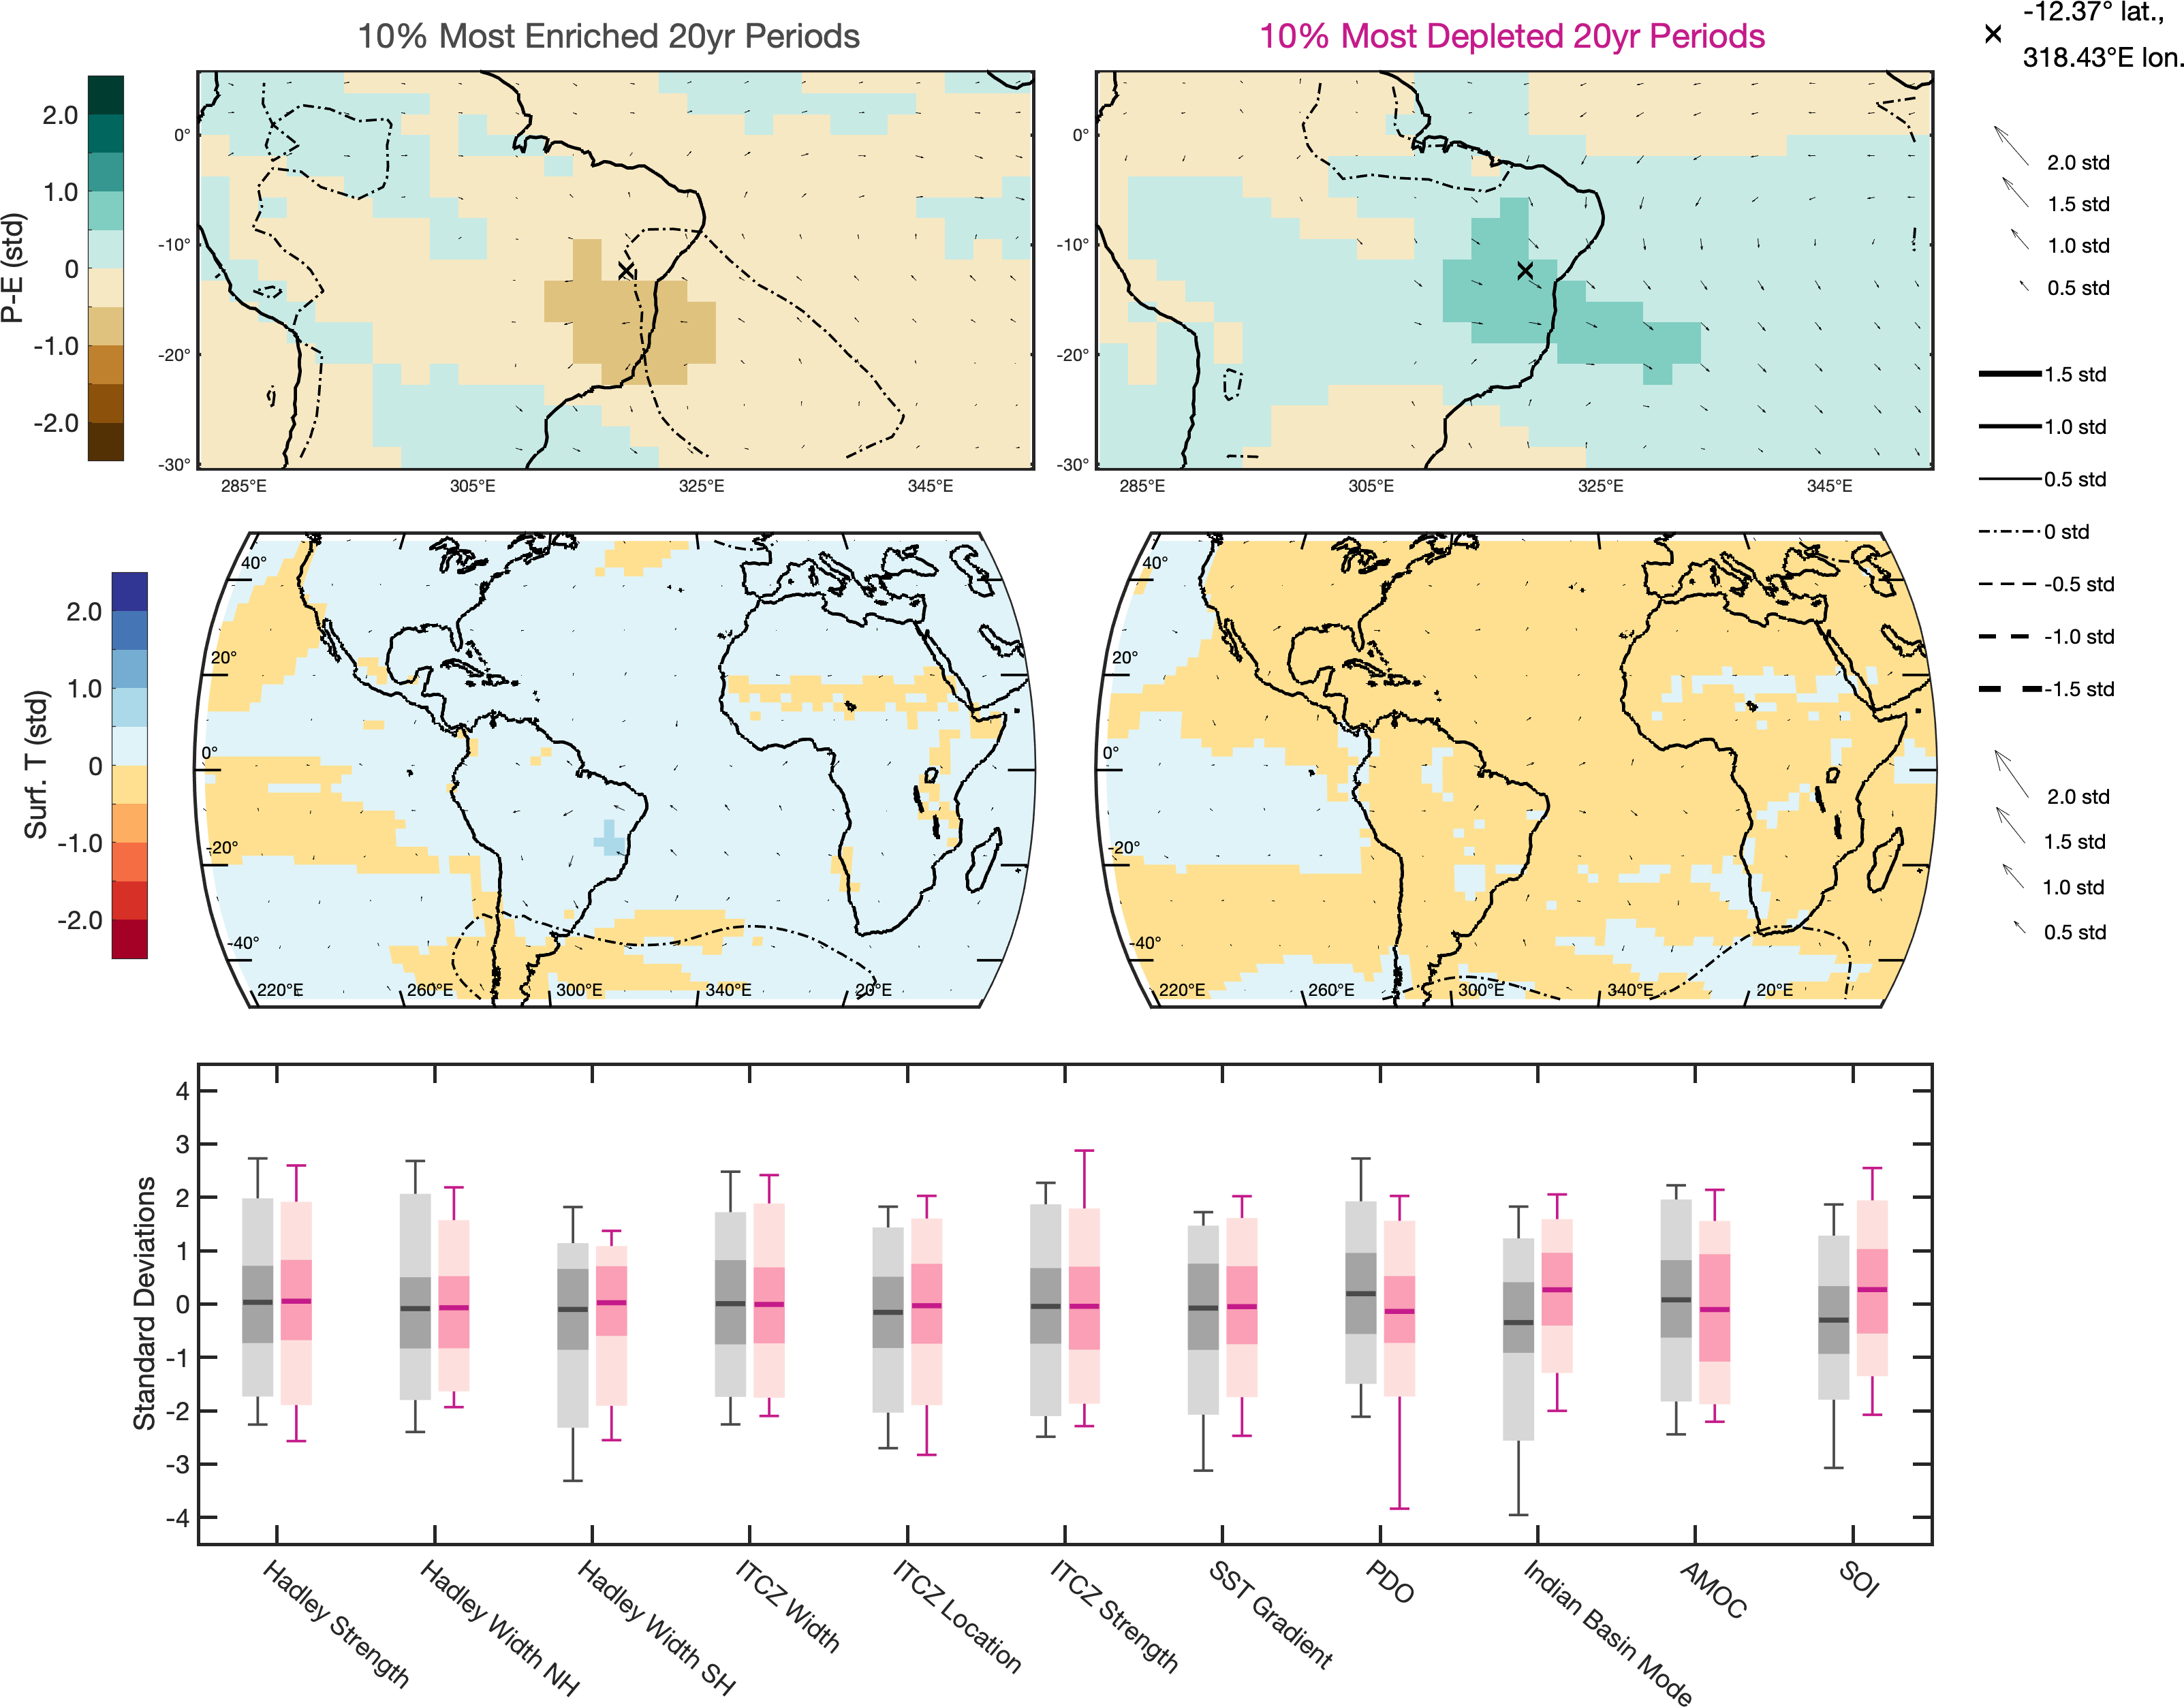 10% Most Enriched 20yr Periods
10% Most Depleted 20yr Periods
-12.37° lat.,
318.43°E lon.
P-E (std)
2.0
1.0
0
-1.0
-2.0
0°
-10°
-20°
-30°
285°E
305°E
325°E
345°E
0°
-10°
-20°
-30°
285°E
305°E
325°E
345°E
2.0 std
1.5 std
1.0 std
0.5 std
1.5 std
1.0 std
0.5 std
0 std
-0.5 std
-1.0 std
-1.5 std
Surf. T (std)
2.0
1.0
0
-1.0
-2.0
40°
20°
0°
-20°
-40°
220°E
260°E
300°E
340°E
20°E
40°
20°
0°
-20°
-40°
220°E
260°E
300°E
340°E
20°E
2.0 std
1.5 std
1.0 std
0.5 std
Standard Deviations
4
3
2
1
0
-1
-2
-3
-4
Hadley Strength
Hadley Width NH
Hadley Width SH
ITCZ Width
ITCZ Location
ITCZ Strength
SST Gradient
PDO
Indian Basin Mode
AMOC
SOI